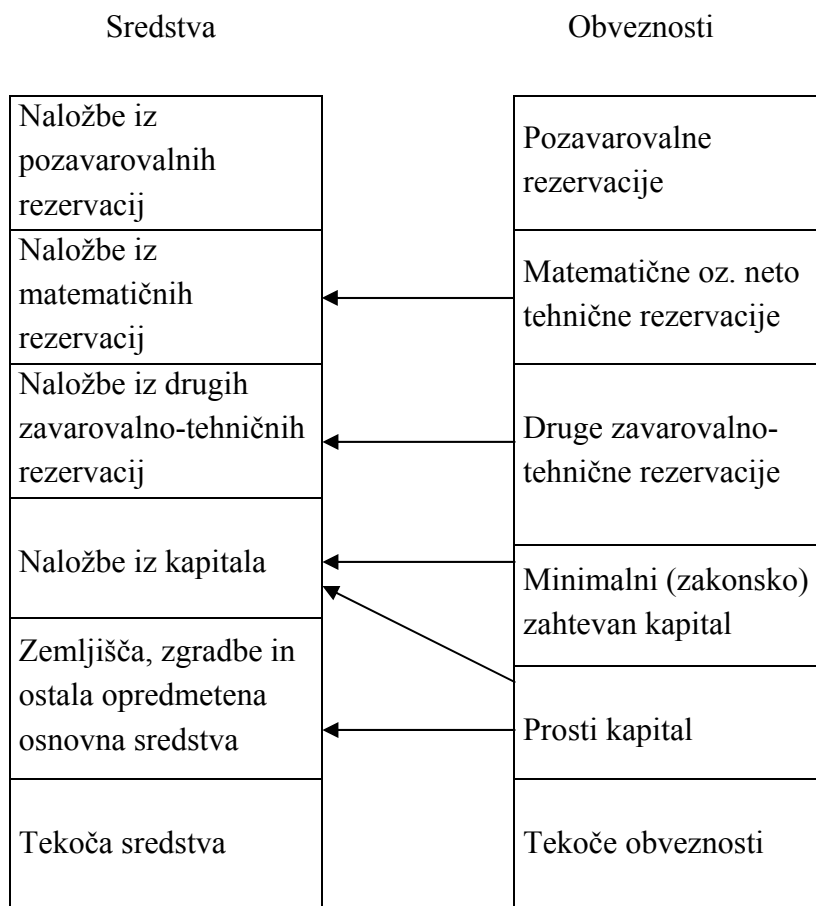 Sredstva
Obveznosti
Naložbe iz
pozavarovalnih
rezervacij
Pozavarovalne
rezervacije
Naložbe iz
matematičnih
rezervacij
Matematične oz. neto
tehnične rezervacije
Naložbe iz drugih
zavarovalno-tehničnih
rezervacij
Druge zavarovalno-
tehnične rezervacije
Naložbe iz kapitala
Minimalni (zakonsko)
zahtevan kapital
Zemljišča, zgradbe in
ostala opredmetena
osnovna sredstva
Prosti kapital
Tekoča sredstva
Tekoče obveznosti